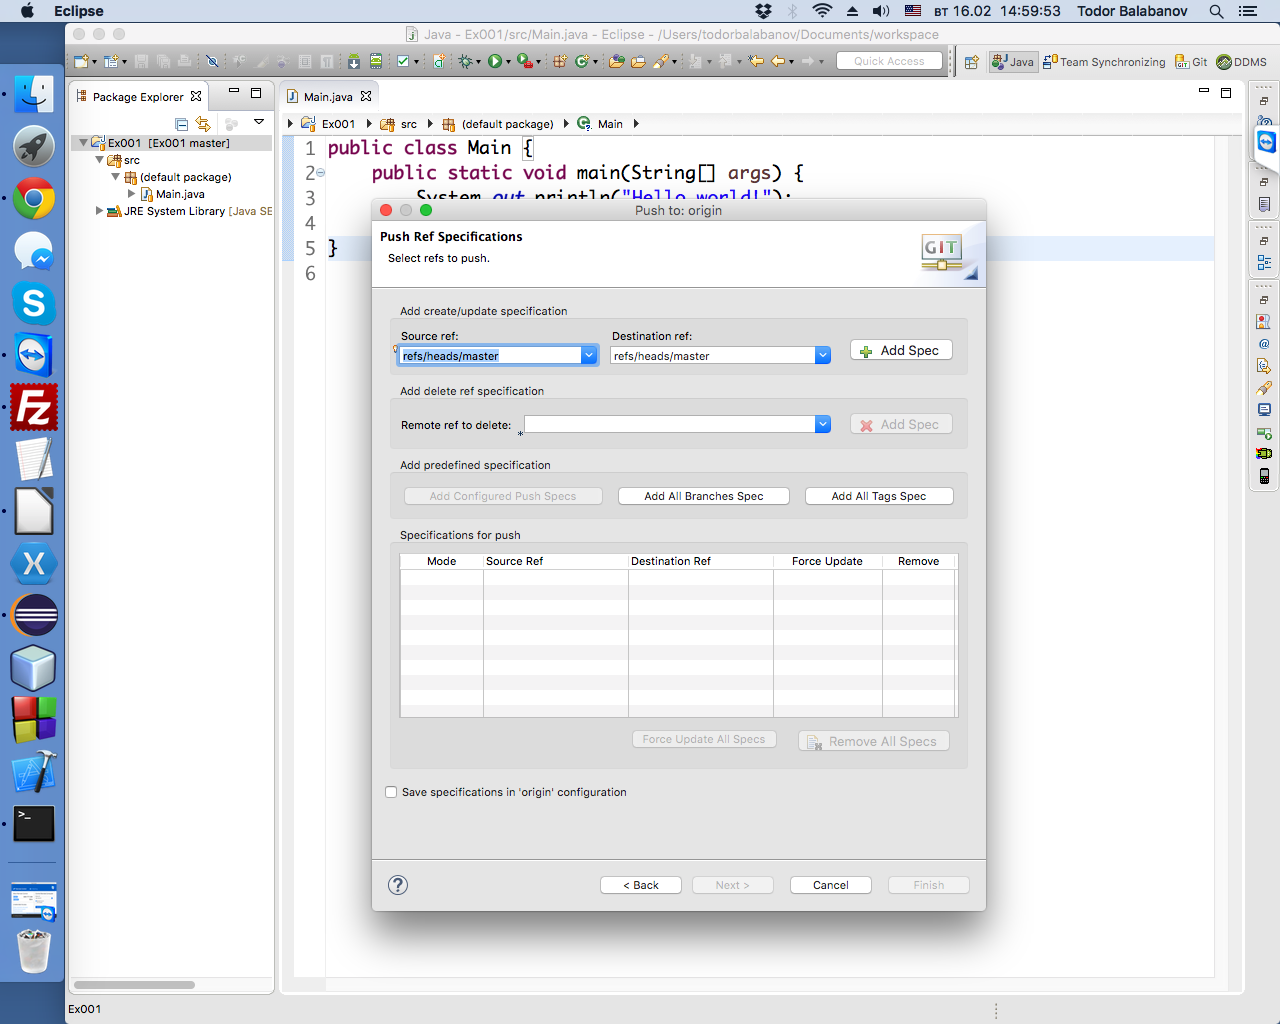 Eclipse
вт 16.02 14:59:53 Todor Balabanov
Java - Ex001/src/Main.java - Eclipse - /Users/todorbalabanov/Documents/workspace
Quick Access
Java
Team Synchronizing
Git
DDMS
Package Explorer
Main.java
Ex001 src (default package) Main
Ex001 [Ex001 master]
src
(default package)
Main.java
JRE System Library [Java SE
1 public class Main {
2 public static void main(String[] args) {
3 System.out.println("Hello world!");
4
5 }
6
Push to: origin
Push Ref Specifications
Select refs to push.
GIT
Add create/update specification
Source ref:
Destination ref:
refs/heads/master
refs/heads/master
Add Spec
Add delete ref specification
Remote ref to delete:
Add Spec
Add predefined specification
Add Configured Push Specs
Add All Branches Spec
Add All Tags Spec
Specifications for push
Mode Source Ref Destination Ref Force Update Remove
Force Update All Specs
Remove All Specs
Save specifications in 'origin' configuration
< Back
Next >
Cancel
Finish
Ex001